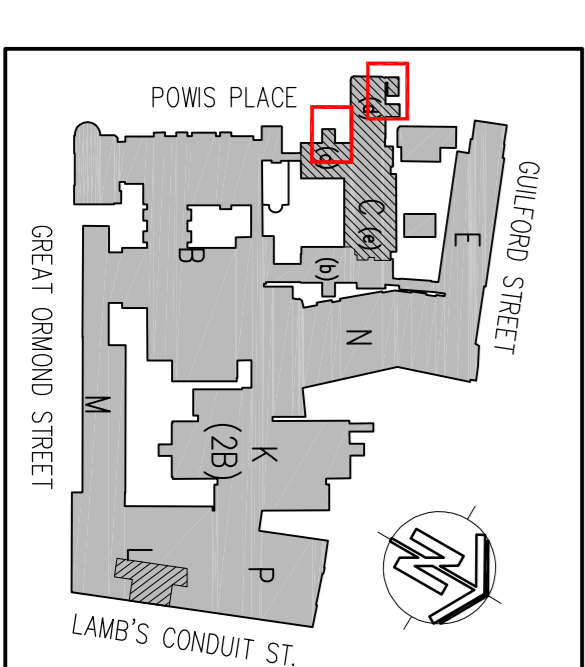 POWIS PLACE
GUILFORD STREET
GREAT ORMOND STREET
LAMB'S CONDUIT ST.
(d)
(c)
C (e)
(b)
E
B
N
M
K
(2B)
L
P
N